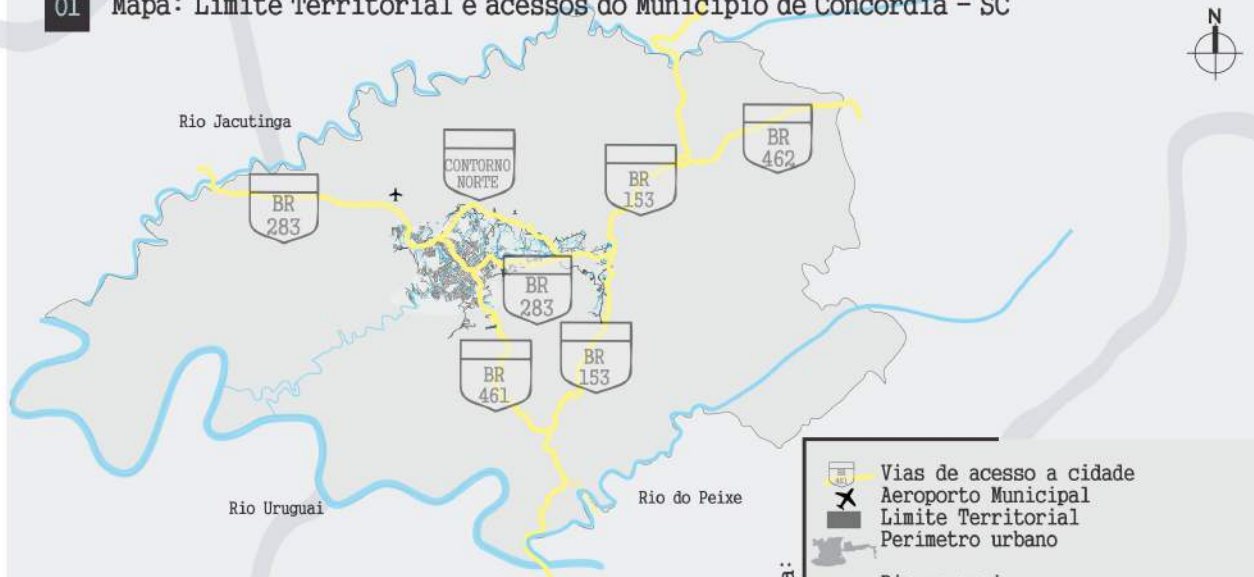 01 Mapa: Limite Territorial e acessos do Município de Concórdia - SC
N
Rio Jacutinga
BR
462
CONTORNO
NORTE
BR
153
BR
283
BR
283
BR
153
BR
461
Rio Uruguai
Rio do Peixe
Vias de acesso a cidade
Aeroporto Municipal
Limite Territorial
Perímetro urbano